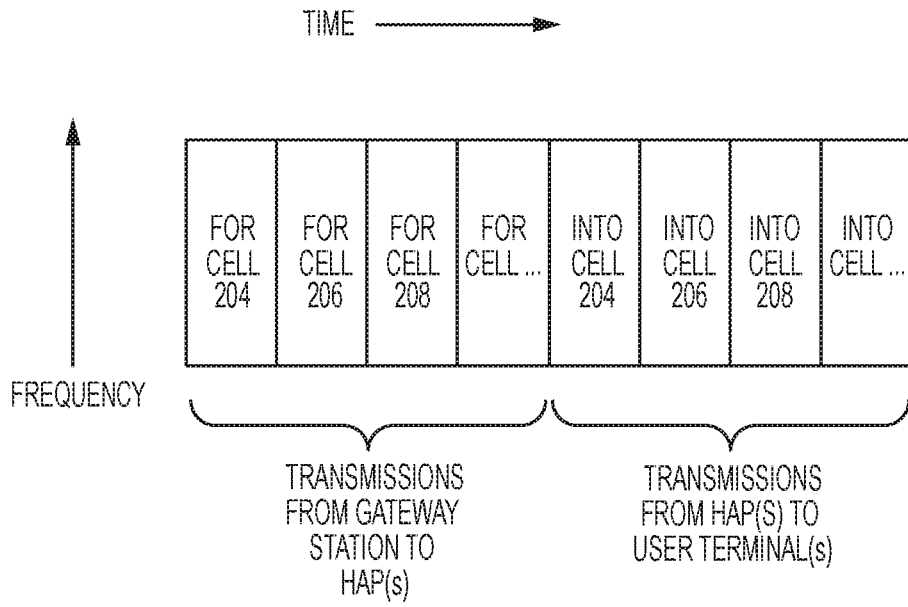 TIME
FOR CELL 204
FOR CELL 206
FOR CELL 208
FOR CELL ...
INTO CELL 204
INTO CELL 206
INTO CELL 208
INTO CELL ...
FREQUENCY
TRANSMISSIONS
FROM GATEWAY
STATION TO
HAP(s)
TRANSMISSIONS
FROM HAP(S) TO
USER TERMINAL(s)